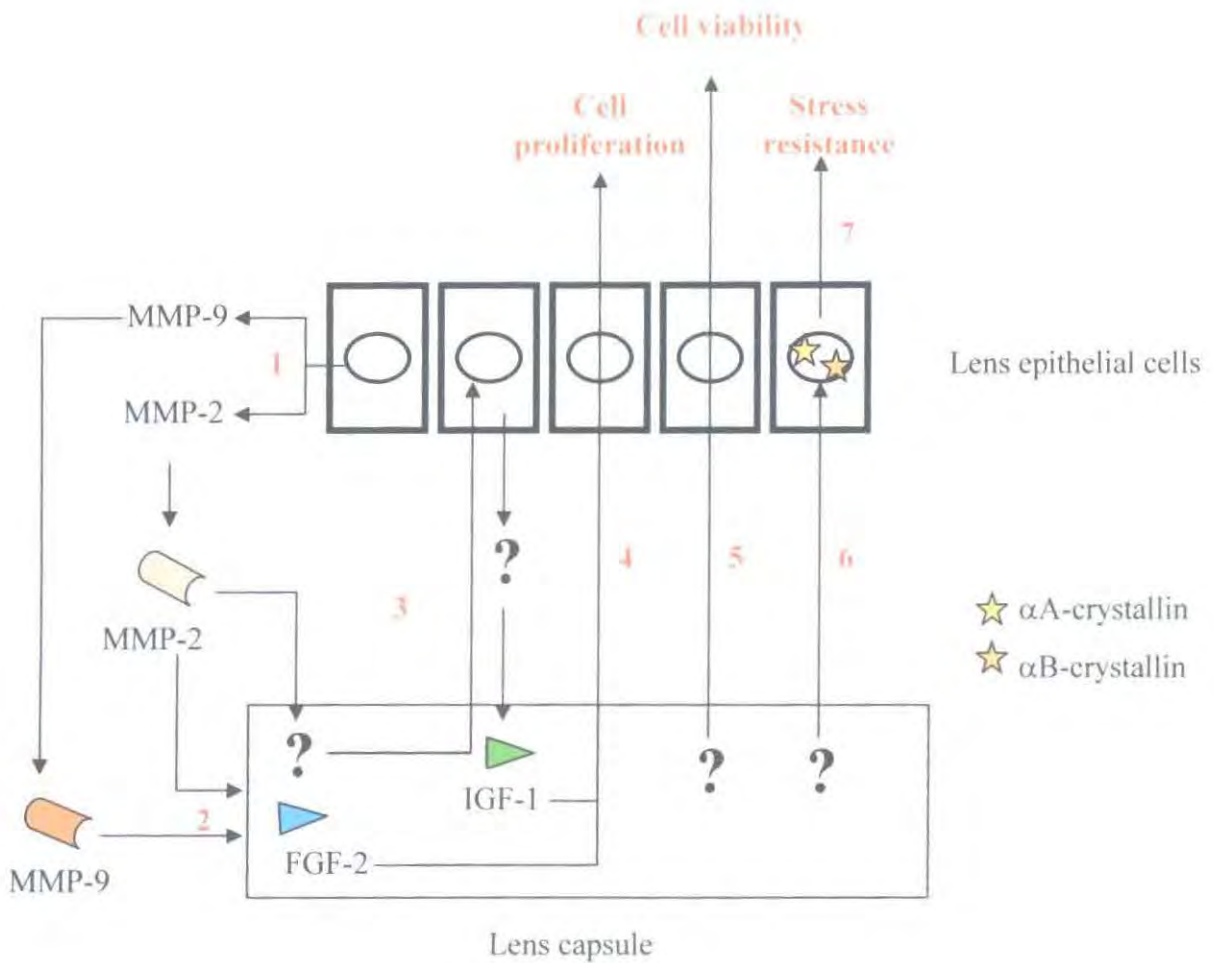 Cell viability
Cell
proliferation
Stress
resistance
7
MMP-9
1
MMP-2
Lens epithelial cells
?
3
4
5
6
MMP-2
αA-crystallin
αB-crystallin
?
IGF-1
?
?
2
FGF-2
MMP-9
Lens capsule